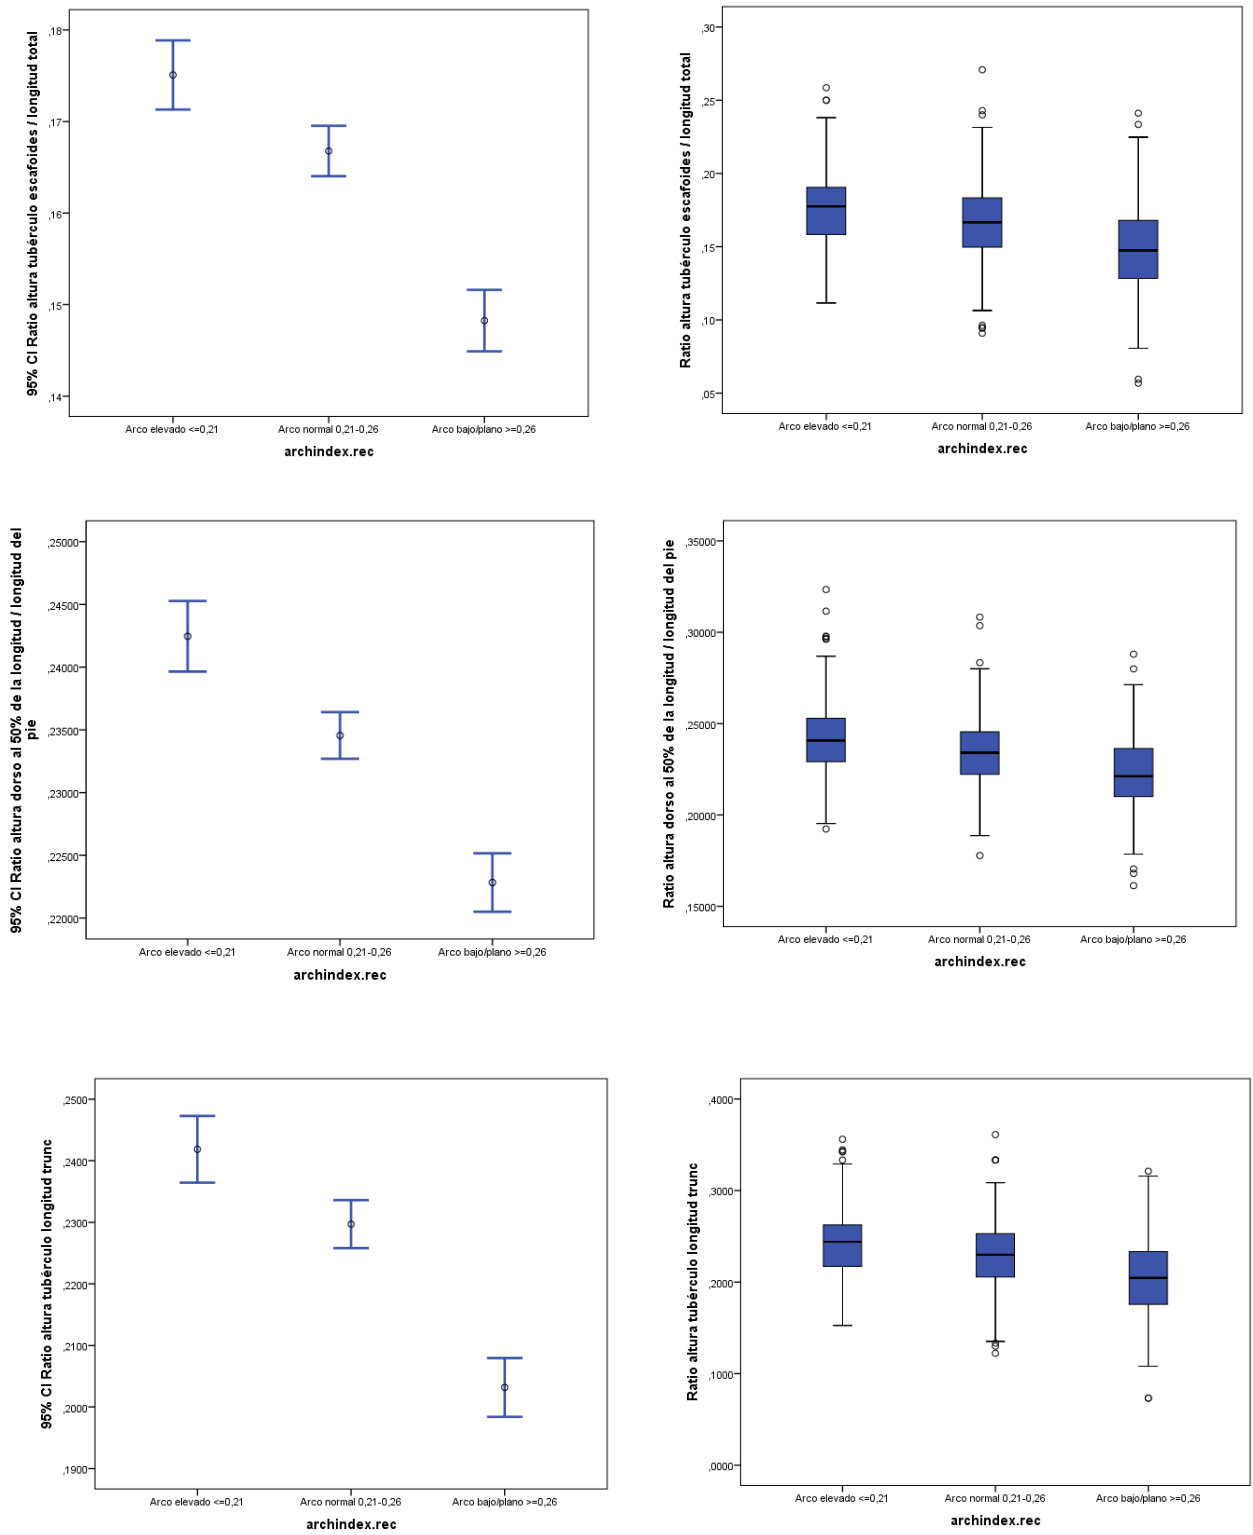 95% CI Ratio altura tubérculo escafoides / longitud total
,18
,17
,16
,15
,14
Arco elevado <=0,21
Arco normal 0,21-0,26
Arco bajo/plano >=0,26
archindex.rec
Ratio altura tubérculo escafoides / longitud total
,30
,25
,20
,15
,10
,05
Arco elevado <=0,21
Arco normal 0,21-0,26
Arco bajo/plano >=0,26
archindex.rec
95% CI Ratio altura dorso al 50% de la longitud / longitud del
pie
,25000
,24500
,24000
,23500
,23000
,22500
,22000
Arco elevado <=0,21
Arco normal 0,21-0,26
Arco bajo/plano >=0,26
archindex.rec
Ratio altura dorso al 50% de la longitud / longitud del pie
,35000
,30000
,25000
,20000
,15000
Arco elevado <=0,21
Arco normal 0,21-0,26
Arco bajo/plano >=0,26
archindex.rec
95% CI Ratio altura tubérculo longitud trunc
,2500
,2400
,2300
,2200
,2100
,2000
,1900
Arco elevado <=0,21
Arco normal 0,21-0,26
Arco bajo/plano >=0,26
archindex.rec
Ratio altura tubérculo longitud trunc
,4000
,3000
,2000
,1000
,0000
Arco elevado <=0,21
Arco normal 0,21-0,26
Arco bajo/plano >=0,26
archindex.rec